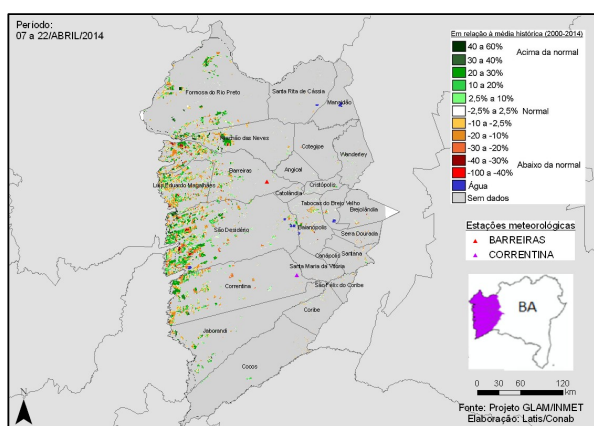 Período:
07 a 22/ABRIL/2014
Em relação à média histórica (2000-2014)
40 a 60%
Acima da normal
30 a 40%
20 a 30%
10 a 20%
2,5% a 10%
-2,5% a 2,5%
Normal
-10 a -2,5%
-20 a -10%
-30 a -20%
-40 a -30%
Abaixo da normal
-100 a -40%
Água
Sem dados
Estações meteorológicas
BARREIRAS
CORRENTINA
Formosa do Rio Preto
Santa Rita de Cássia
Mansidão
Riachão das Neves
Cotegipe
Wanderley
Barreiras
Angical
Luís Eduardo Magalhães
Cristópolis
Catolândia
Tabocas do Brejo Velho
Brejolândia
São Desidério
Baianópolis
Serra Dourada
Canápolis
Santana
Santa Maria da Vitória
Correntina
São Félix do Coribe
Coribe
Jaborandi
Cocos
BA
0 30 60 120
km
N
Fonte: Projeto GLAM/INMET
Elaboração: Latis/Conab